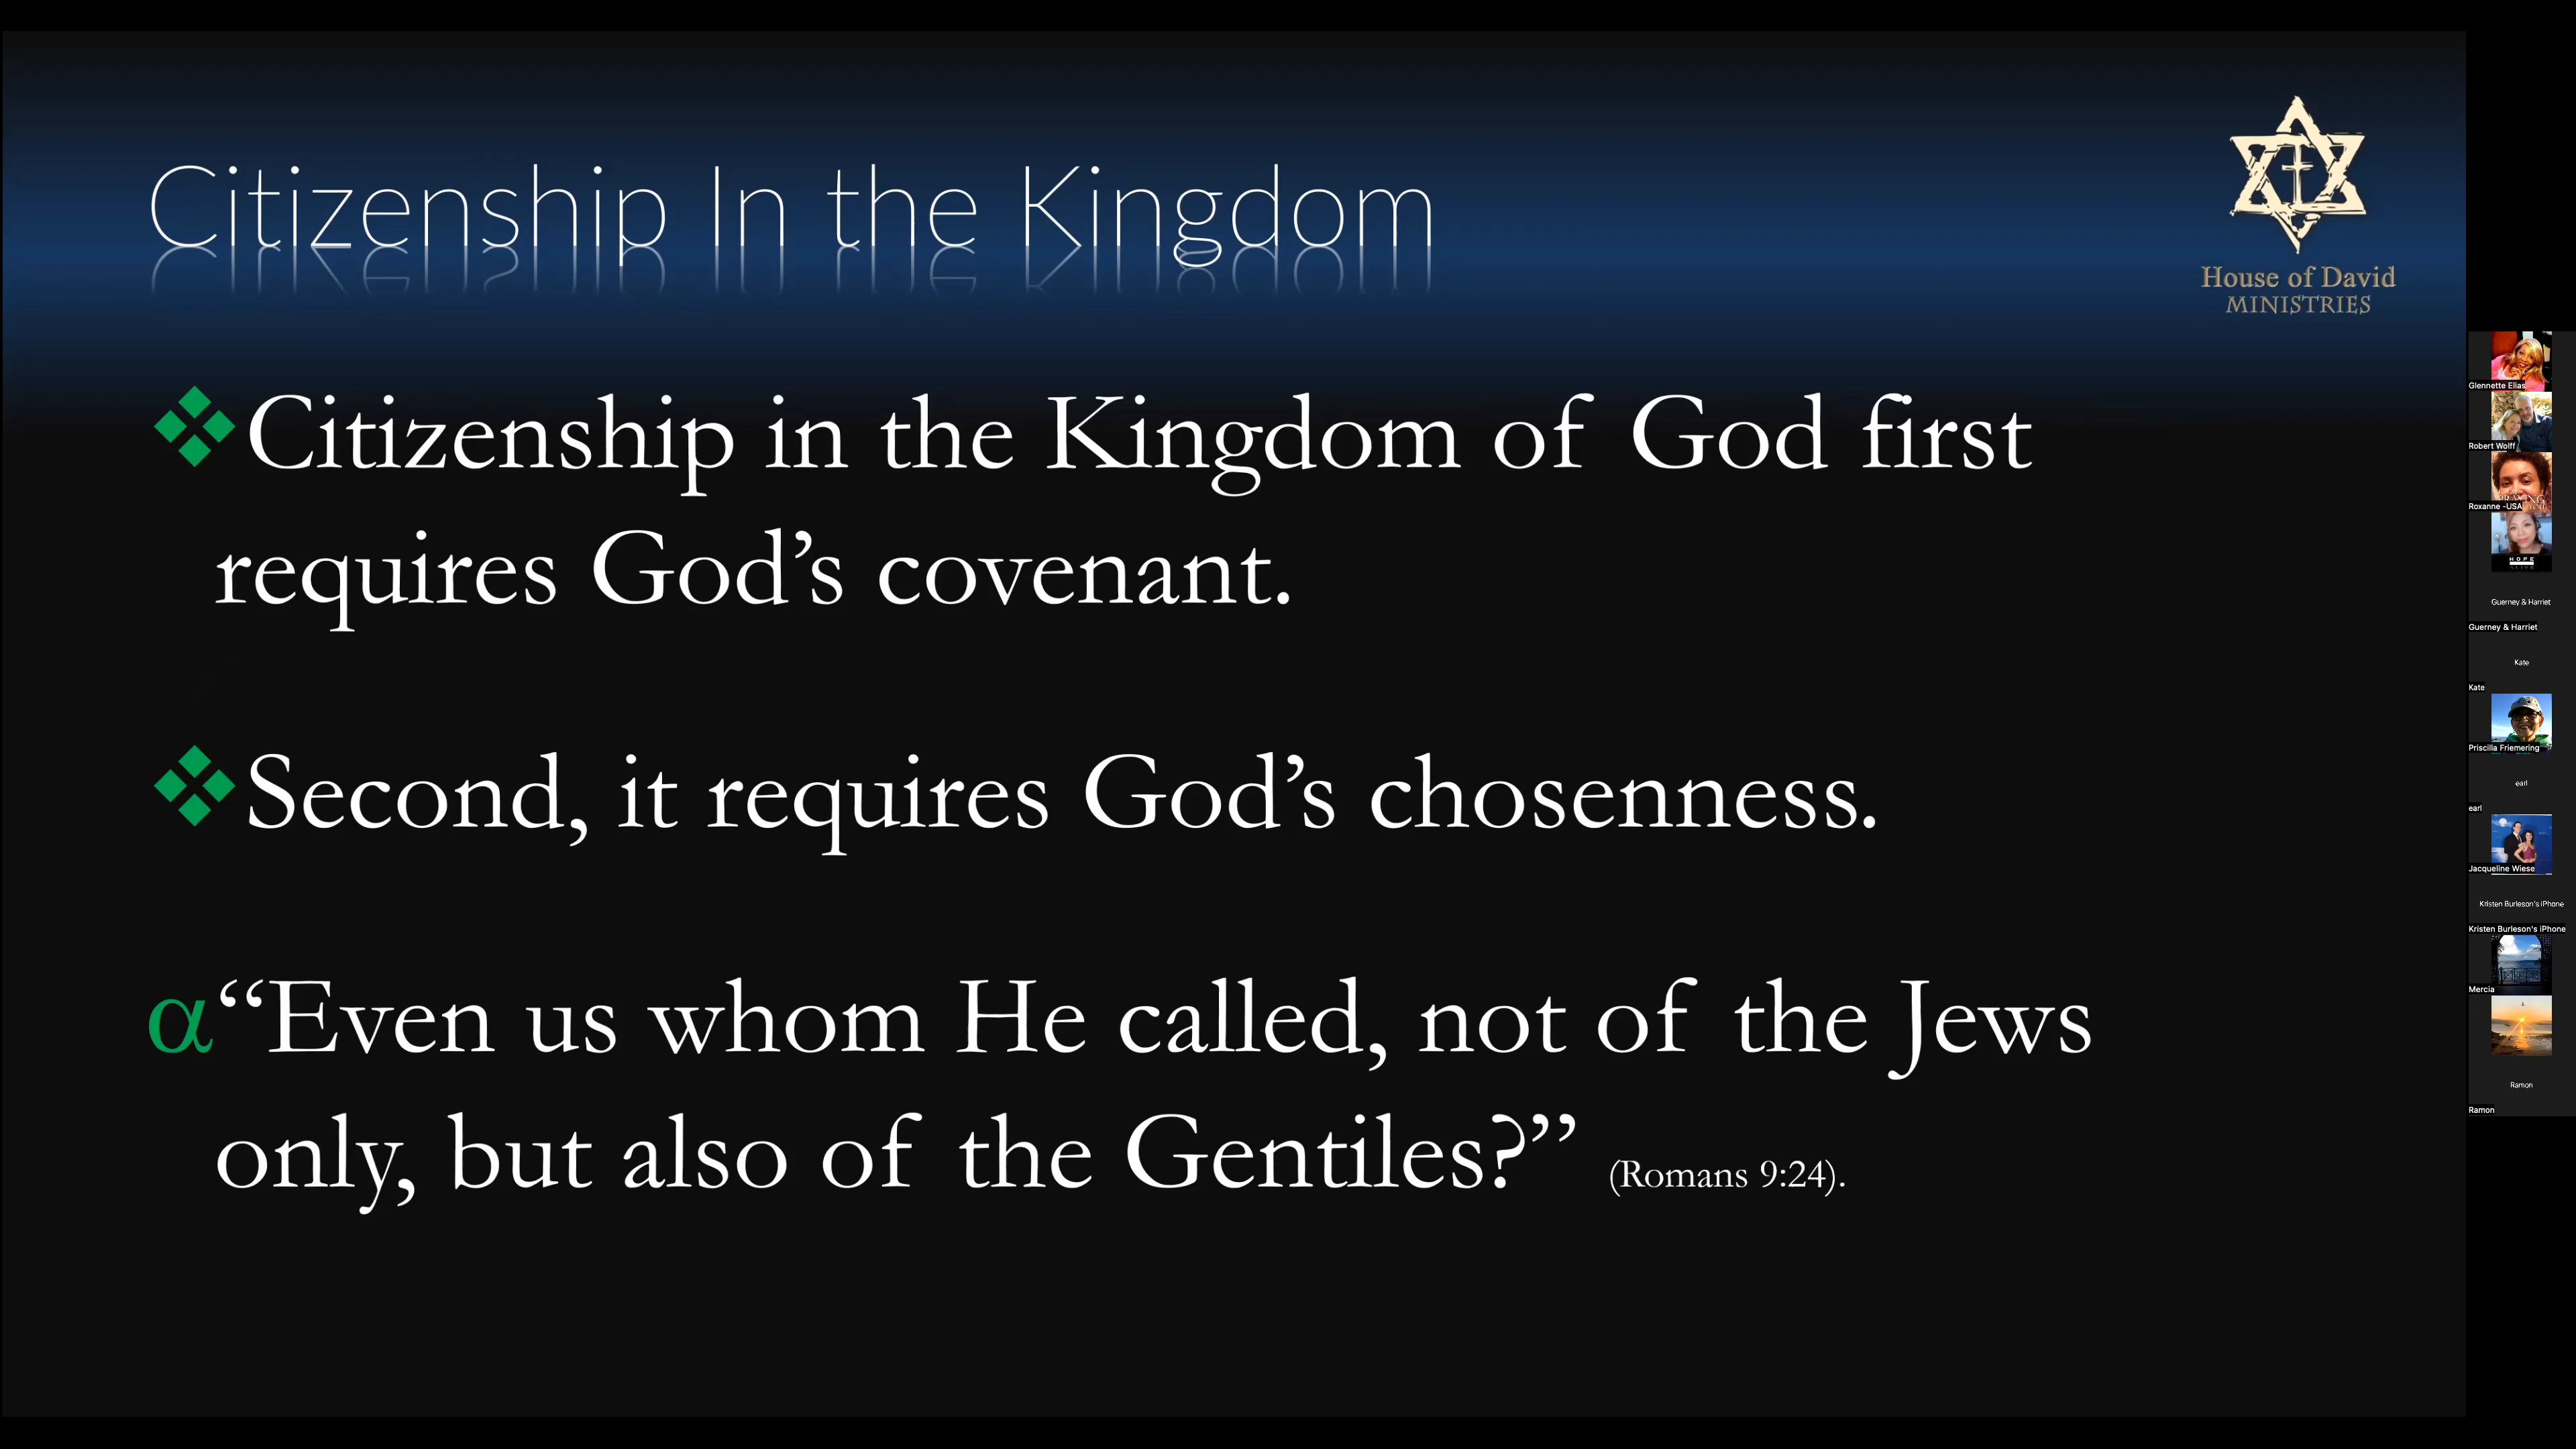 Citizenship In the Kingdom
House of David
MINISTRIES
❖Citizenship in the Kingdom of God first
requires God’s covenant.
❖Second, it requires God’s chosenness.
α“Even us whom He called, not of the Jews
only, but also of the Gentiles?” (Romans 9:24).
Glennette Elias
Robert Wolff
PRAYING
Roxanne -USA
HOPE
Guerney & Harriet
Guerney & Harriet
Kate
Kate
Priscilla Friemering
earl
earl
Jacqueline Wiese
Kristen Burleson's iPhone
Kristen Burleson's iPhone
Mercia
Ramon
Ramon